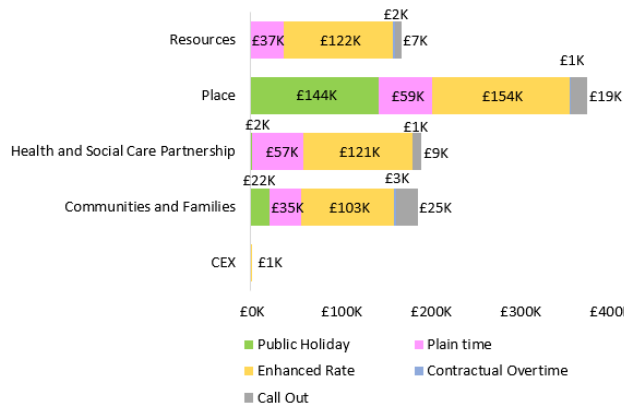 £2K
Resources £37K £122K £7K
£1K
Place £144K £59K £154K £19K
£2K £1K
Health and Social Care Partnership £57K £121K £9K
£22K £3K
Communities and Families £35K £103K £25K
CEX £1K
£0K £100K £200K £300K £400K
Public Holiday Plain time
Enhanced Rate Contractual Overtime
Call Out